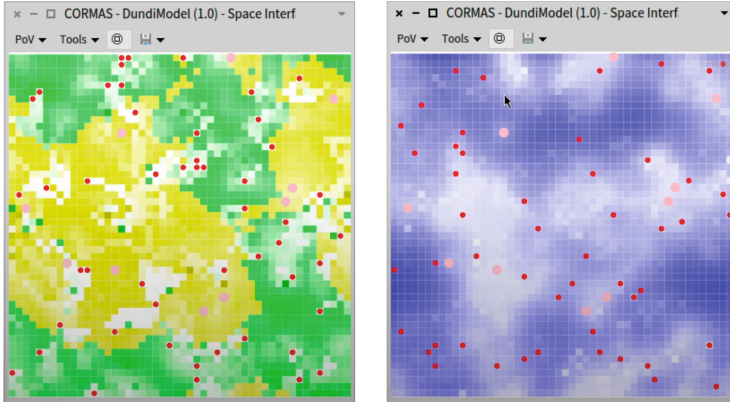 CORMAS - DundiModel (1.0) - Space Interf
PoV Tools
CORMAS - DundiModel (1.0) - Space Interf
PoV Tools